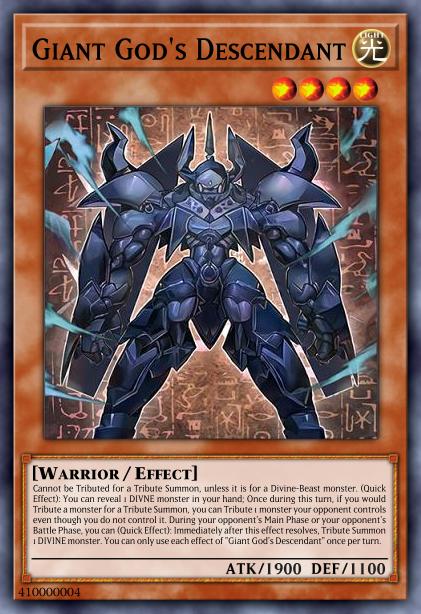 Giant God's Descendant
LIGHT
光
[Warrior / Effect]
Cannot be Tributed for a Tribute Summon, unless it is for a Divine-Beast monster. (Quick
Effect): You can reveal 1 DIVNE monster in your hand; Once during this turn, if you would
Tribute a monster for a Tribute Summon, you can Tribute 1 monster your opponent controls
even though you do not control it. During your opponent's Main Phase or your opponent's
Battle Phase, you can (Quick Effect): Immediately after this effect resolves, Tribute Summon
1 DIVINE monster. You can only use each effect of "Giant God's Descendant" once per turn.
ATK/1900 DEF/1100
410000004